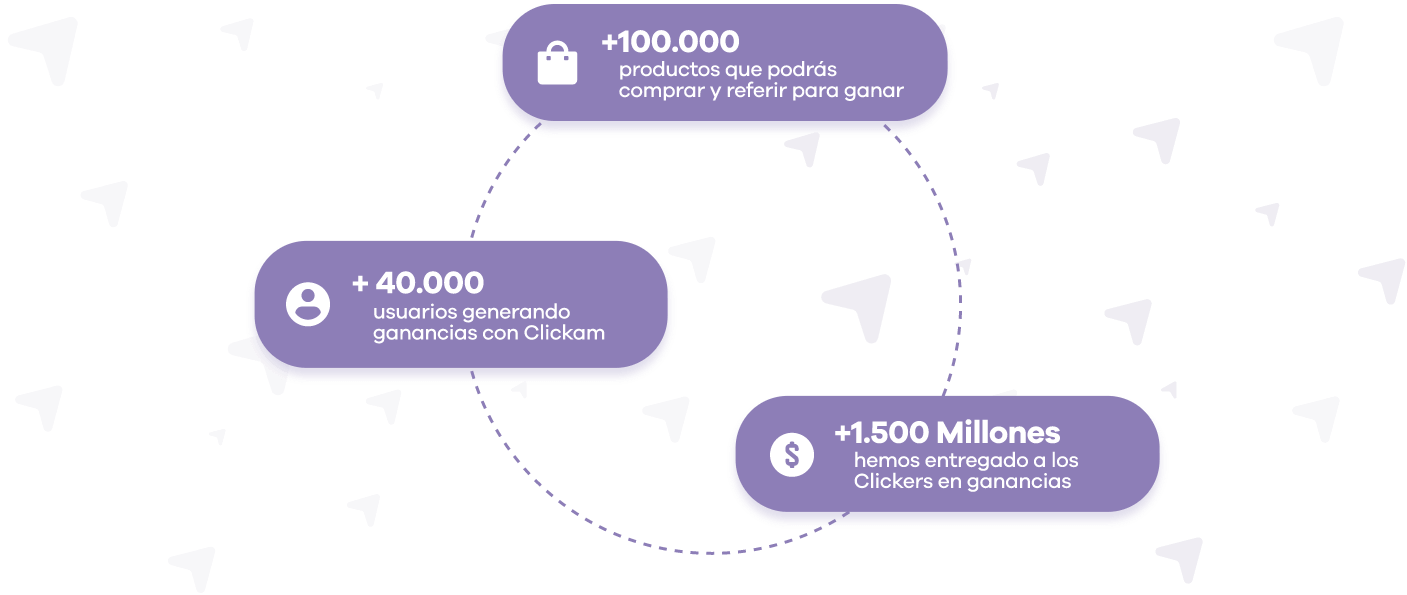 +100.000
productos que podrás
comprar y referir para ganar
+ 40.000
usuarios generando
ganancias con Clickam
+1.500 Millones
hemos entregado a los
Clickers en ganancias